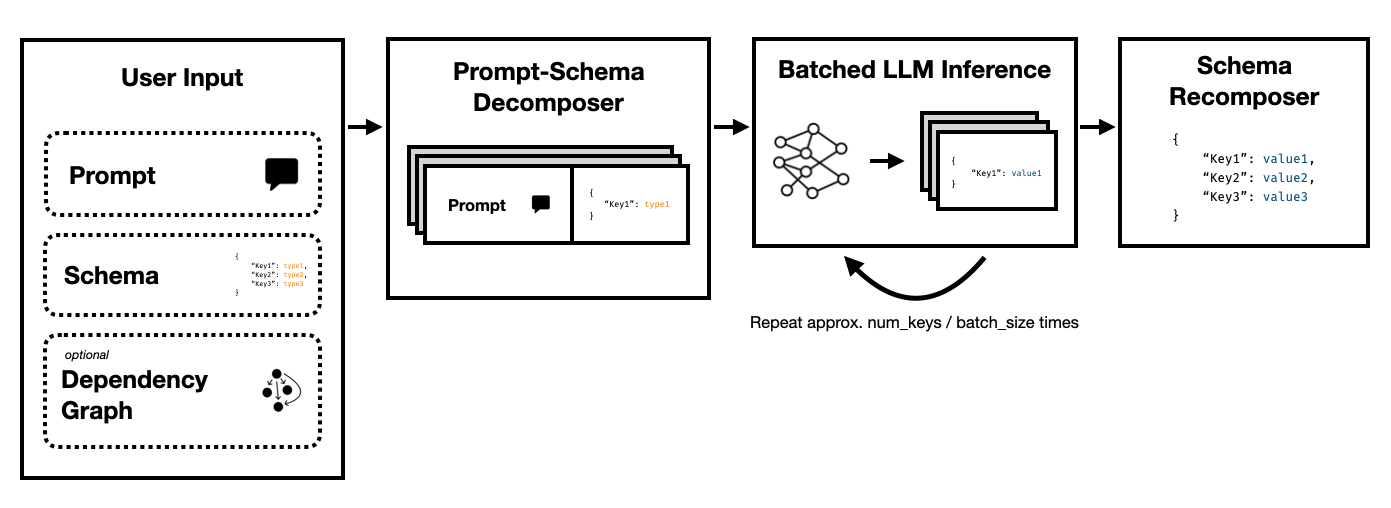 User Input
Prompt
Schema
{
“Key1”: type1,
“Key2”: type2,
“Key3”: type3
}
optional
Dependency
Graph
Prompt-Schema
Decomposer
Prompt
{
“Key1”: type1
}
Batched LLM Inference
{
“Key1”: value1
}
Repeat approx. num_keys / batch_size times
Schema
Recomposer
{
“Key1”: value1,
“Key2”: value2,
“Key3”: value3
}